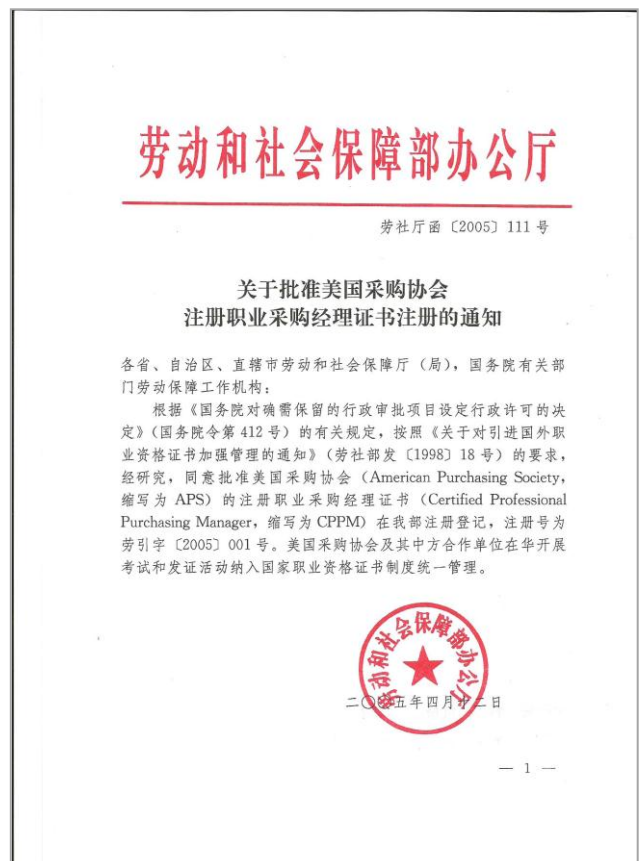 劳动和社会保障部办公厅
劳社厅函〔2005〕111号
关于批准美国采购协会
注册职业采购经理证书注册的通知
各省、自治区、直辖市劳动和社会保障厅（局），国务院有关部
门劳动保障工作机构：
根据《国务院对确需保留的行政审批项目设定行政许可的决
定》（国务院令第412号）的有关规定，按照《关于对引进国外职
业资格证书加强管理的通知》（劳社部发〔1998〕18号）的要求，
经研究，同意批准美国采购协会（American Purchasing Society，
缩写为APS）的注册职业采购经理证书（Certified Professional
Purchasing Manager，缩写为CPPM）在我部注册登记，注册号为
劳引字〔2005〕001号。美国采购协会及其中方合作单位在华开展
考试和发证活动纳入国家职业资格证书制度统一管理。
劳动和社会保障部办公厅
二〇〇五年四月十二日
— 1 —